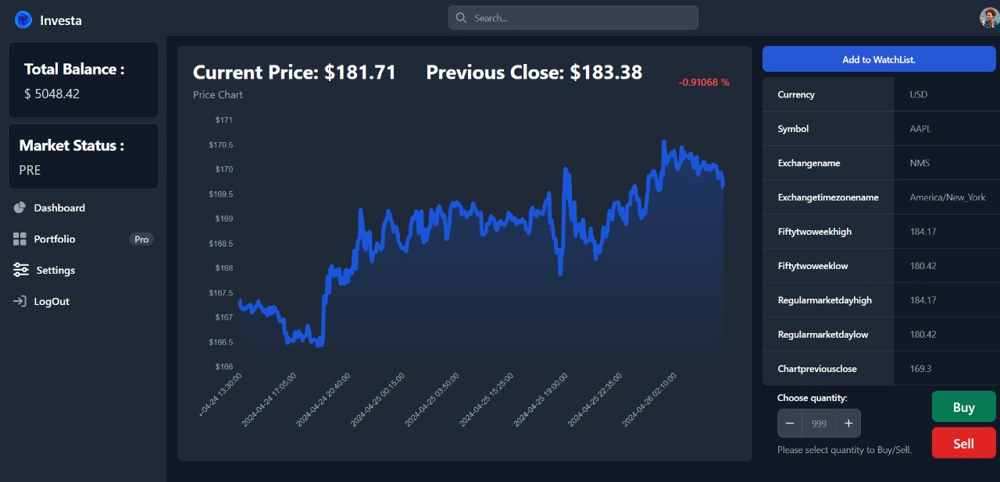 Investa
Search...
Total Balance :
$ 5048.42
Market Status :
PRE
Dashboard
Portfolio Pro
Settings
LogOut
Current Price: $181.71 Previous Close: $183.38 -0.91068 %
Price Chart
$171
$170.5
$170
$169.5
$169
$168.5
$168
$167.5
$167
$166.5
$166
-04-24 13:30:00
2024-04-24 17:05:00
2024-04-24 20:40:00
2024-04-25 00:15:00
2024-04-25 03:50:00
2024-04-25 15:25:00
2024-04-25 19:00:00
2024-04-25 22:35:00
2024-04-26 02:10:00
Add to WatchList.
Currency USD
Symbol AAPL
Exchangename NMS
Exchangetimezonename America/New_York
Fiftytwoweekhigh 184.17
Fiftytwoweeklow 180.42
Regularmarketdayhigh 184.17
Regularmarketdaylow 180.42
Chartpreviousclose 169.3
Choose quantity:
− 999 +
Please select quantity to Buy/Sell.
Buy
Sell